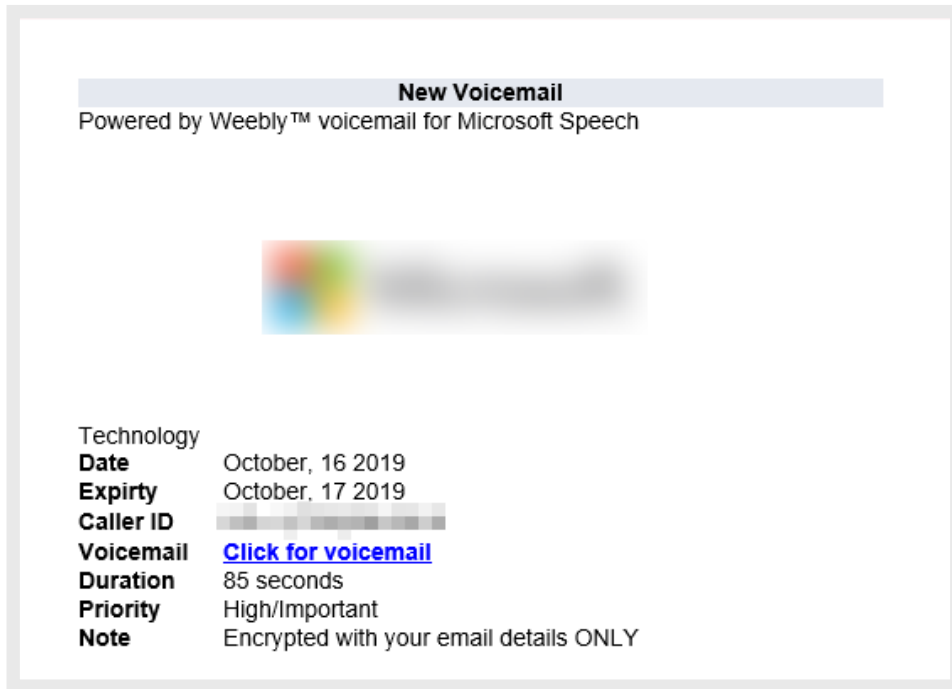 New Voicemail
Powered by Weebly™ voicemail for Microsoft Speech
Technology
Date October, 16 2019
Expirty October, 17 2019
Caller ID
Voicemail Click for voicemail
Duration 85 seconds
Priority High/Important
Note Encrypted with your email details ONLY